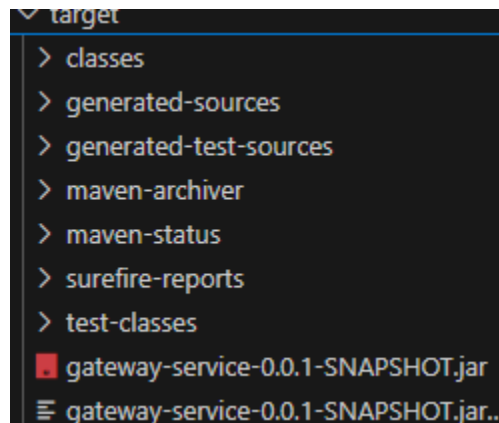 target
classes
generated-sources
generated-test-sources
maven-archiver
maven-status
surefire-reports
test-classes
gateway-service-0.0.1-SNAPSHOT.jar
gateway-service-0.0.1-SNAPSHOT.jar...